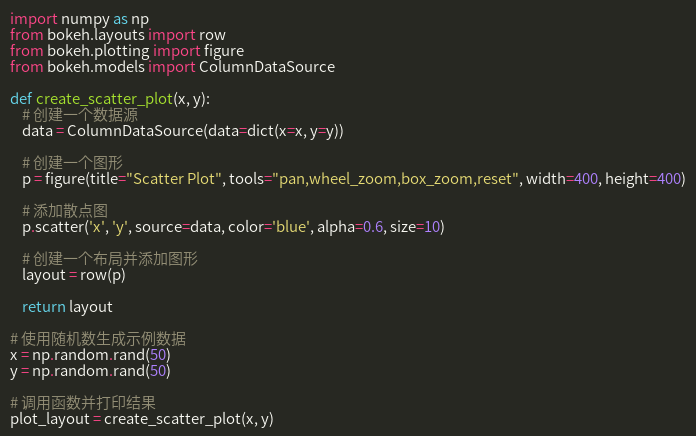 import numpy as np
from bokeh.layouts import row
from bokeh.plotting import figure
from bokeh.models import ColumnDataSource

def create_scatter_plot(x, y):
    # 创建一个数据源
    data = ColumnDataSource(data=dict(x=x, y=y))

    # 创建一个图形
    p = figure(title="Scatter Plot", tools="pan,wheel_zoom,box_zoom,reset", width=400, height=400)

    # 添加散点图
    p.scatter('x', 'y', source=data, color='blue', alpha=0.6, size=10)

    # 创建一个布局并添加图形
    layout = row(p)

    return layout

# 使用随机数生成示例数据
x = np.random.rand(50)
y = np.random.rand(50)

# 调用函数并打印结果
plot_layout = create_scatter_plot(x, y)